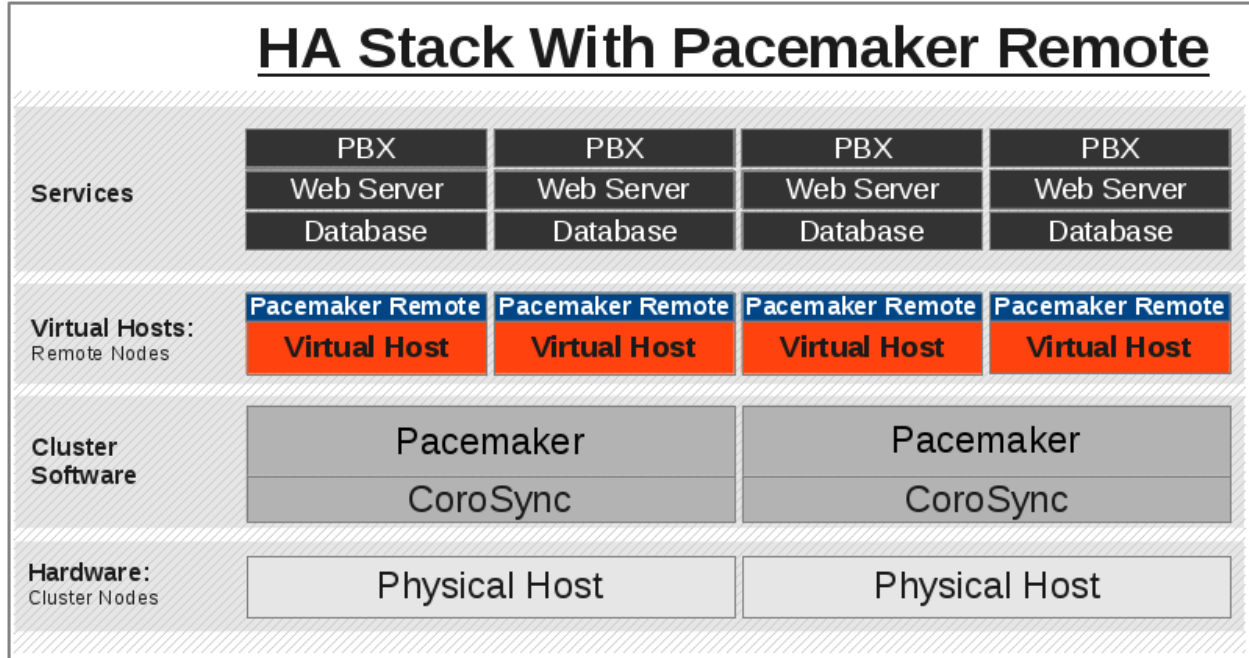 HA Stack With Pacemaker Remote
Services
PBX PBX PBX PBX
Web Server Web Server Web Server Web Server
Database Database Database Database
Virtual Hosts:
Remote Nodes
Pacemaker Remote Pacemaker Remote Pacemaker Remote Pacemaker Remote
Virtual Host Virtual Host Virtual Host Virtual Host
Cluster
Software
Pacemaker Pacemaker
CoroSync CoroSync
Hardware:
Cluster Nodes
Physical Host Physical Host